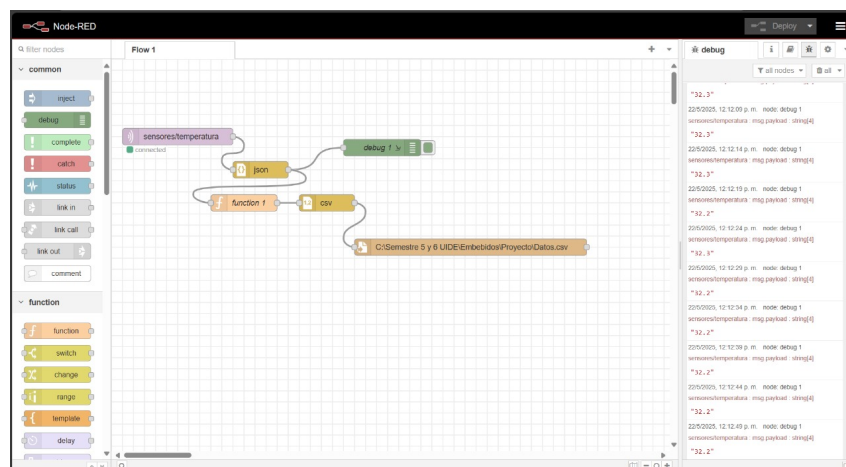 Node-RED
Deploy
filter nodes
Flow 1
debug
i
all nodes
all
common
inject
debug
complete
catch
status
link in
link call
link out
comment
function
function
switch
change
range
template
delay
sensores/temperatura
connected
json
debug 1
function 1
csv
C:\Semestre 5 y 6 UIDE\Embebidos\Proyecto\Datos.csv
"32.3"
22/5/2025, 12:12:09 p. m. node: debug 1
sensores/temperatura : msg.payload : string[4]
"32.3"
22/5/2025, 12:12:14 p. m. node: debug 1
sensores/temperatura : msg.payload : string[4]
"32.3"
22/5/2025, 12:12:19 p. m. node: debug 1
sensores/temperatura : msg.payload : string[4]
"32.2"
22/5/2025, 12:12:24 p. m. node: debug 1
sensores/temperatura : msg.payload : string[4]
"32.3"
22/5/2025, 12:12:29 p. m. node: debug 1
sensores/temperatura : msg.payload : string[4]
"32.2"
22/5/2025, 12:12:34 p. m. node: debug 1
sensores/temperatura : msg.payload : string[4]
"32.2"
22/5/2025, 12:12:39 p. m. node: debug 1
sensores/temperatura : msg.payload : string[4]
"32.2"
22/5/2025, 12:12:44 p. m. node: debug 1
sensores/temperatura : msg.payload : string[4]
"32.2"
22/5/2025, 12:12:49 p. m. node: debug 1
sensores/temperatura : msg.payload : string[4]
"32.2"